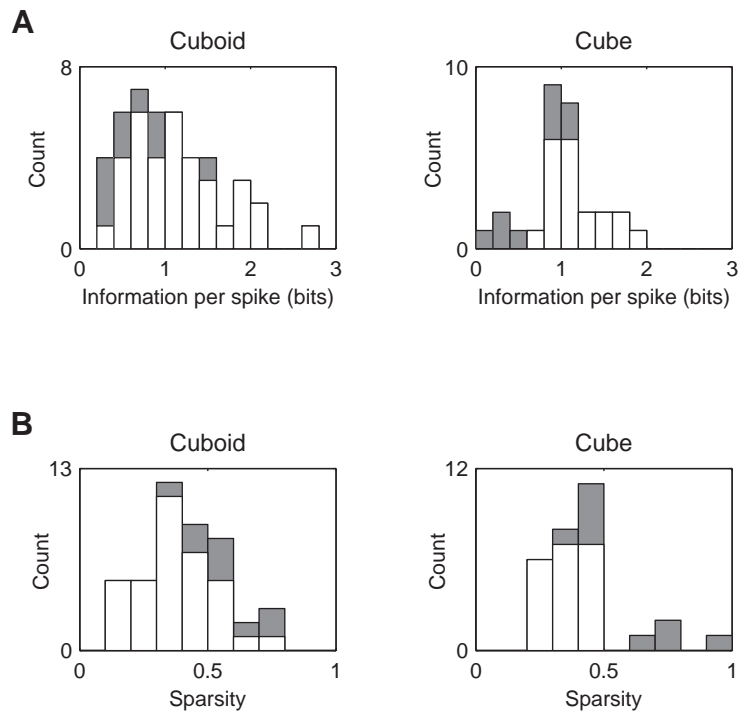 A
Cuboid
Cube
8
10
Count
Count
0
0
0 1 2 3
0 1 2 3
Information per spike (bits)
Information per spike (bits)
B
Cuboid
Cube
13
12
Count
Count
0
0
0 0.5 1
0 0.5 1
Sparsity
Sparsity